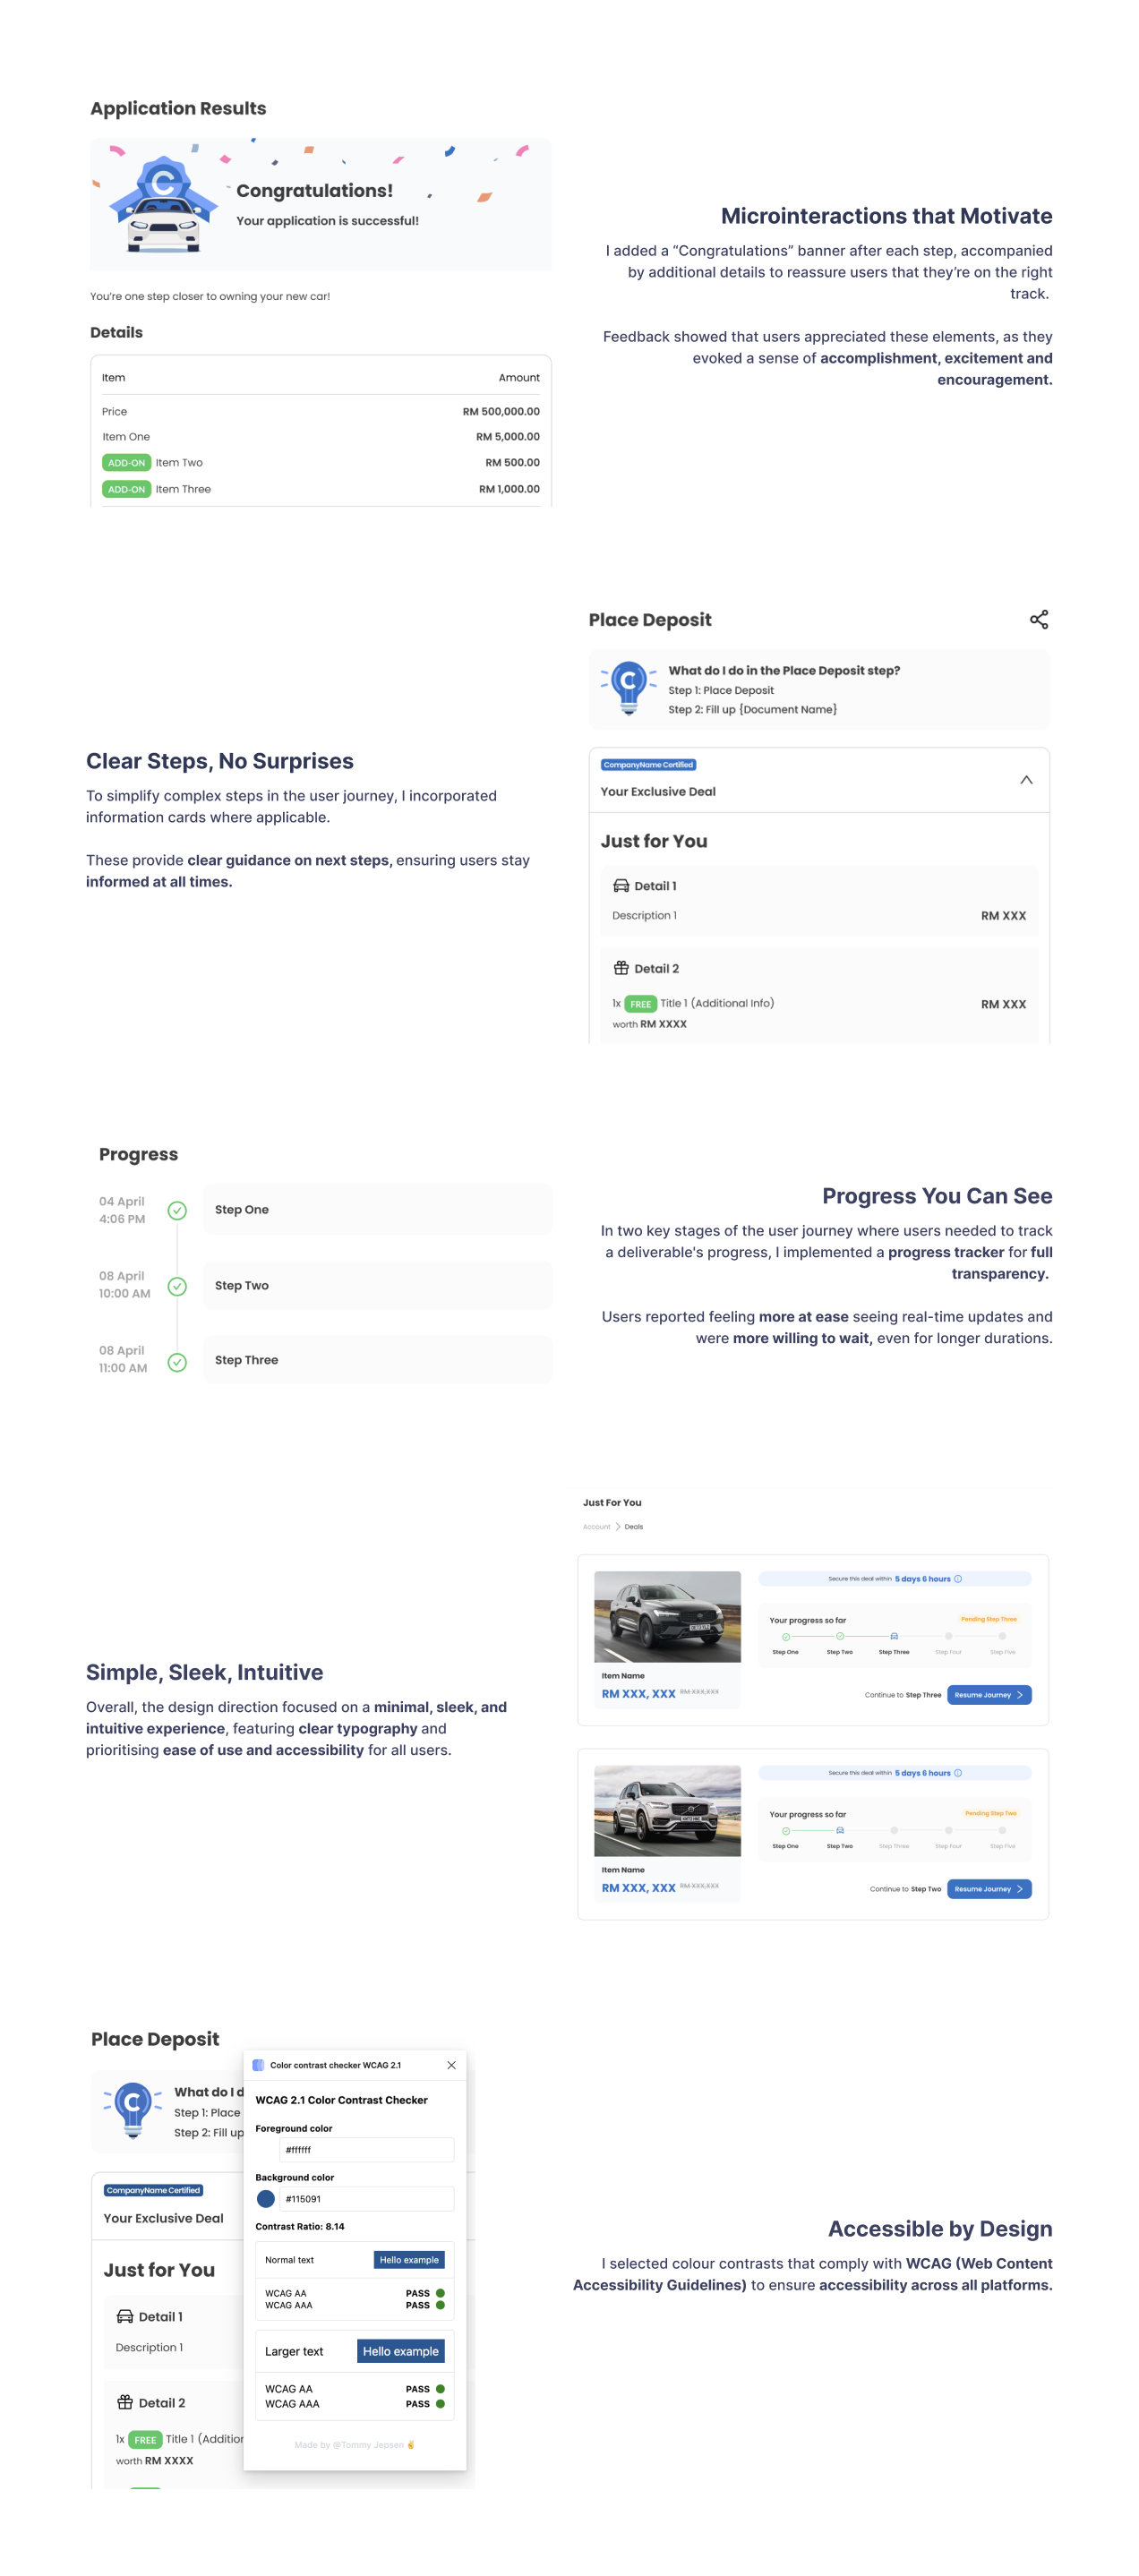 Application Results
C
Congratulations!
Your application is successful!
You're one step closer to owning your new car!
Details
Item Amount
Price RM 500,000.00
Item One RM 5,000.00
ADD-ON Item Two RM 500.00
ADD-ON Item Three RM 1,000.00
Microinteractions that Motivate
I added a “Congratulations” banner after each step, accompanied
by additional details to reassure users that they’re on the right
track.
Feedback showed that users appreciated these elements, as they
evoked a sense of accomplishment, excitement and
encouragement.
Clear Steps, No Surprises
To simplify complex steps in the user journey, I incorporated
information cards where applicable.
These provide clear guidance on next steps, ensuring users stay
informed at all times.
Place Deposit
C
What do I do in the Place Deposit step?
Step 1: Place Deposit
Step 2: Fill up {Document Name}
CompanyName Certified
Your Exclusive Deal
Just for You
Detail 1
Description 1 RM XXX
Detail 2
1x FREE Title 1 (Additional Info) RM XXX
worth RM XXXX
Progress
04 April
4:06 PM
Step One
08 April
10:00 AM
Step Two
08 April
11:00 AM
Step Three
Progress You Can See
In two key stages of the user journey where users needed to track
a deliverable's progress, I implemented a progress tracker for full
transparency.
Users reported feeling more at ease seeing real-time updates and
were more willing to wait, even for longer durations.
Simple, Sleek, Intuitive
Overall, the design direction focused on a minimal, sleek, and
intuitive experience, featuring clear typography and
prioritising ease of use and accessibility for all users.
Just For You
Account > Deals
Secure this deal within 5 days 6 hours
Your progress so far Pending Step Three
Step One Step Two Step Three Step Four Step Five
Item Name
RM XXX, XXX RM XXX,XXX
Continue to Step Three Resume Journey
Secure this deal within 5 days 6 hours
Your progress so far Pending Step Two
Step One Step Two Step Three Step Four Step Five
Item Name
RM XXX, XXX RM XXX,XXX
Continue to Step Two Resume Journey
Place Deposit
C
What do I d
Step 1: Place
Step 2: Fill up
CompanyName Certified
Your Exclusive Deal
Just for You
Detail 1
Description 1
Detail 2
1x FREE Title 1 (Addition
worth RM XXXX
Color contrast checker WCAG 2.1
WCAG 2.1 Color Contrast Checker
Foreground color
#ffffff
Background color
#115091
Contrast Ratio: 8.14
Normal text Hello example
WCAG AA PASS
WCAG AAA PASS
Larger text Hello example
WCAG AA PASS
WCAG AAA PASS
Made by @Tommy Jepsen ✌
Accessible by Design
I selected colour contrasts that comply with WCAG (Web Content
Accessibility Guidelines) to ensure accessibility across all platforms.